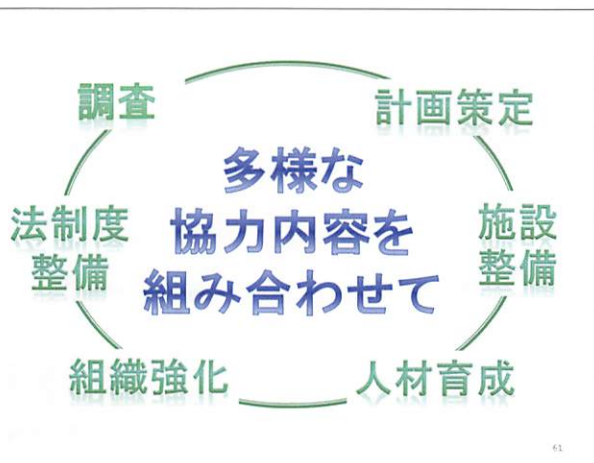 調査
計画策定
多様な
協力内容を
組み合わせて
法制度
整備
施設
整備
組織強化
人材育成
61